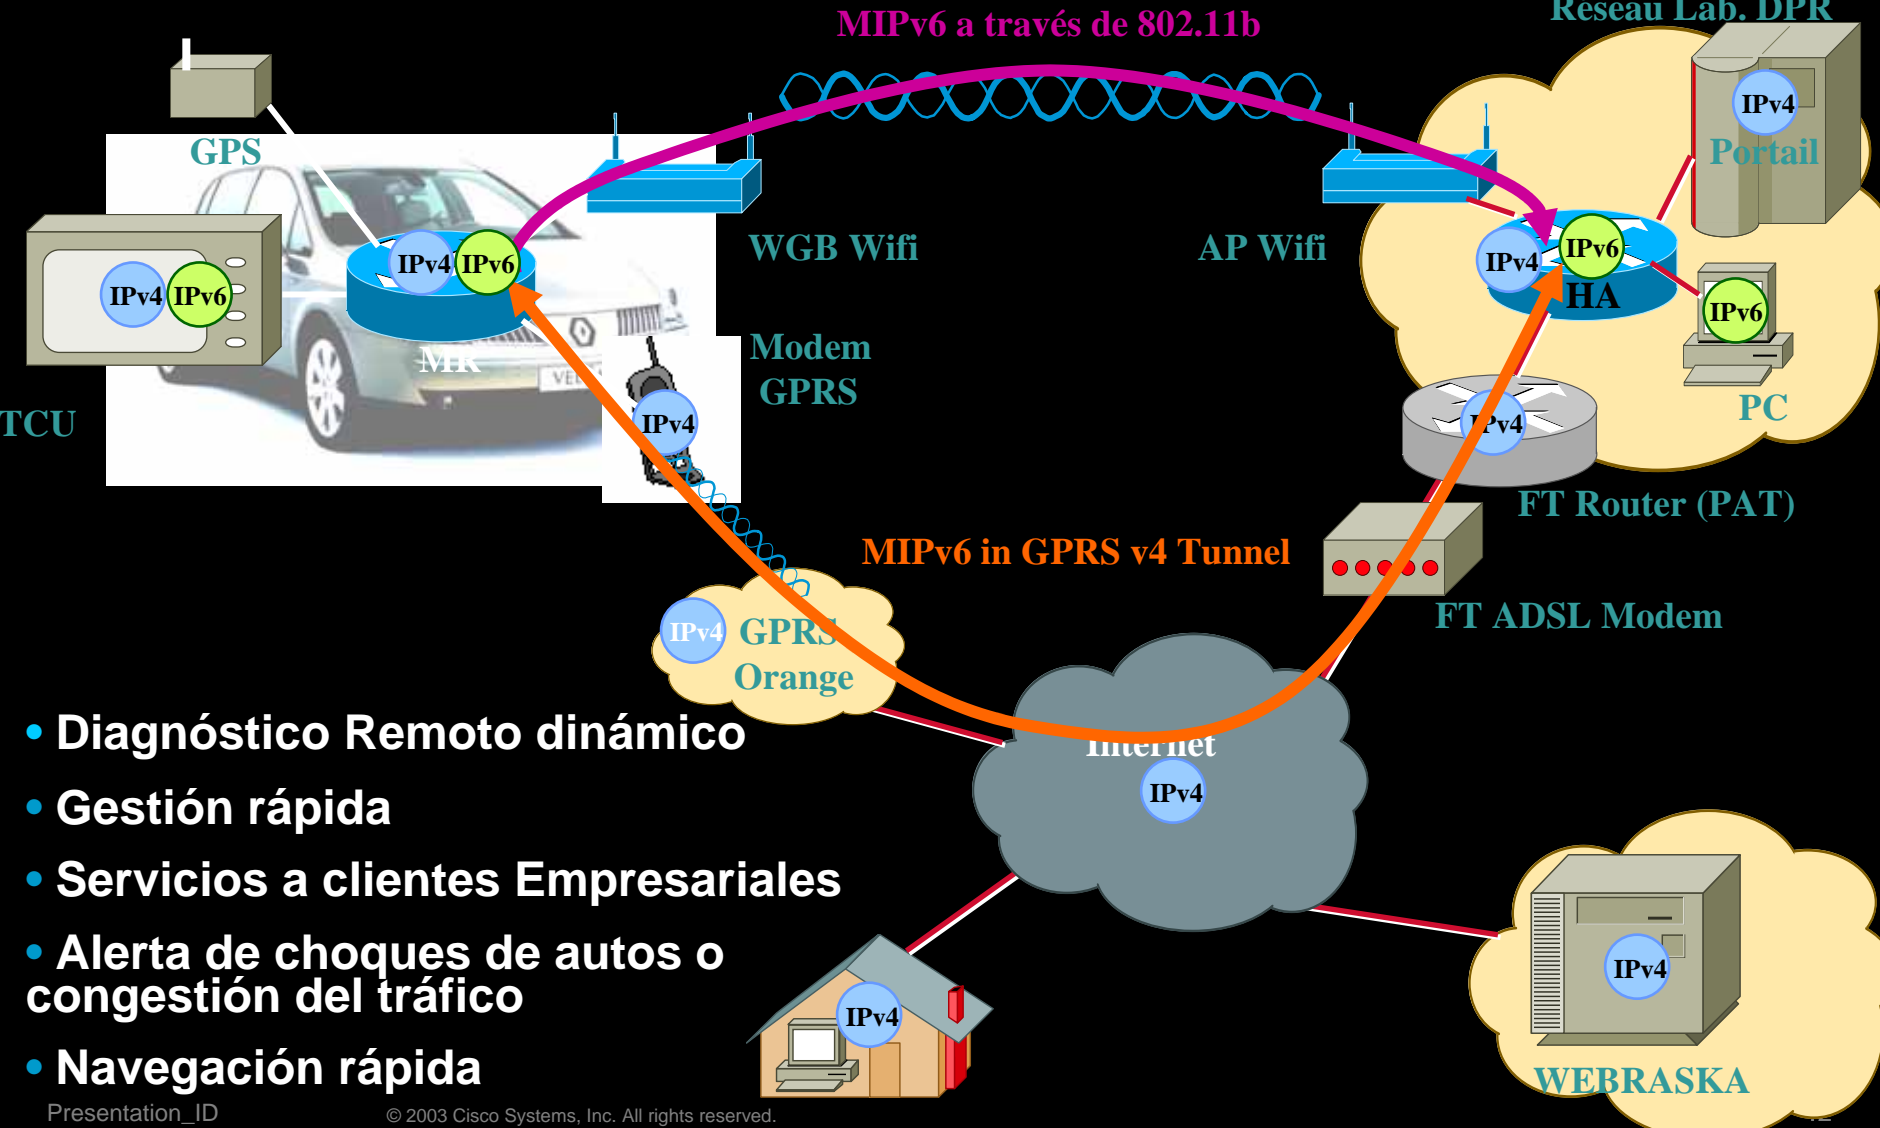 MIPv6 a través de 802.11b
Réseau Lab. DPR
IPv4
Portail
GPS
WGB Wifi
AP Wifi
IPv4
IPv6
IPv4
IPv6
HA
IPv4
IPv6
IPv6
MR
Modem
GPRS
PC
TCU
IPv4
IPv4
FT Router (PAT)
MIPv6 in GPRS v4 Tunnel
FT ADSL Modem
IPv4
GPRS
Orange
Internet
IPv4
• Diagnóstico Remoto dinámico
• Gestión rápida
• Servicios a clientes Empresariales
• Alerta de choques de autos o
congestión del tráfico
• Navegación rápida
IPv4
IPv4
WEBRASKA
Presentation_ID
© 2003 Cisco Systems, Inc. All rights reserved.